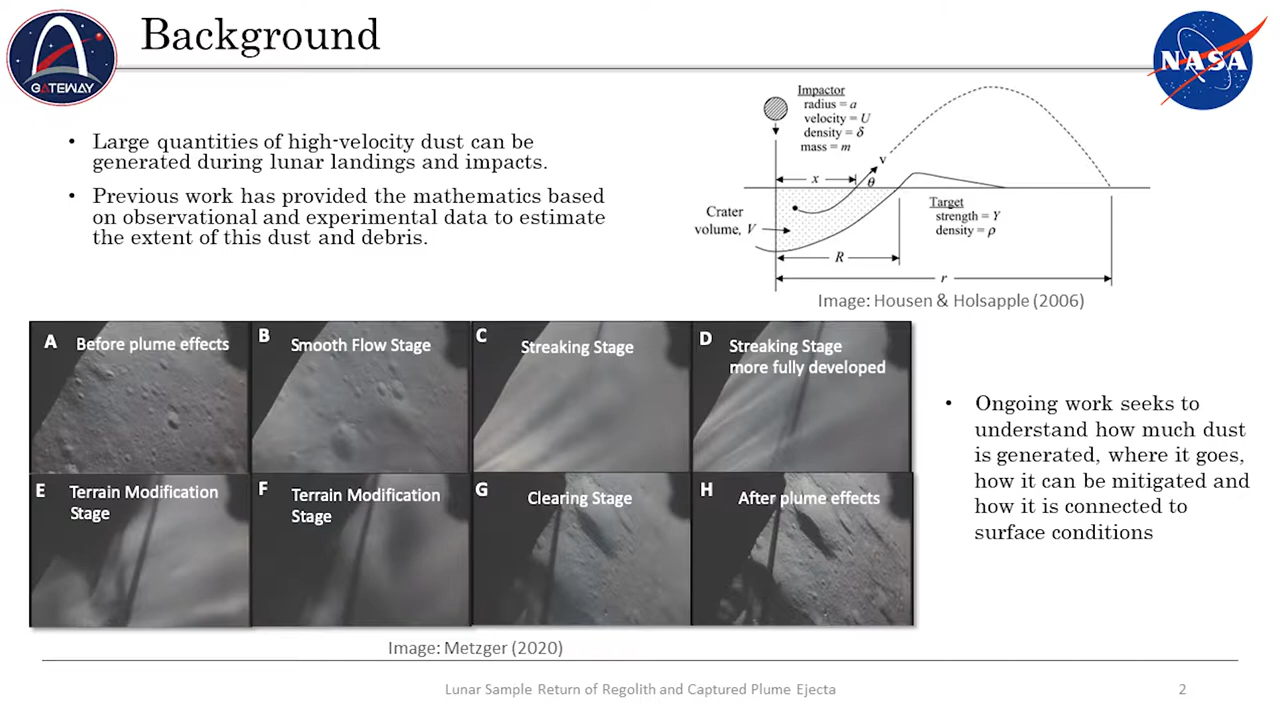 Background
GATEWAY
NASA
• Large quantities of high-velocity dust can be
generated during lunar landings and impacts.
• Previous work has provided the mathematics based
on observational and experimental data to estimate
the extent of this dust and debris.
Impactor
radius = a
velocity = U
density = δ
mass = m
x
v
θ
Crater
volume, V
Target
strength = Y
density = ρ
R
r
Image: Housen & Holsapple (2006)
A Before plume effects
B Smooth Flow Stage
C Streaking Stage
D Streaking Stage
more fully developed
E Terrain Modification
Stage
F Terrain Modification
Stage
G Clearing Stage
H After plume effects
Image: Metzger (2020)
• Ongoing work seeks to
understand how much dust
is generated, where it goes,
how it can be mitigated and
how it is connected to
surface conditions
Lunar Sample Return of Regolith and Captured Plume Ejecta
2